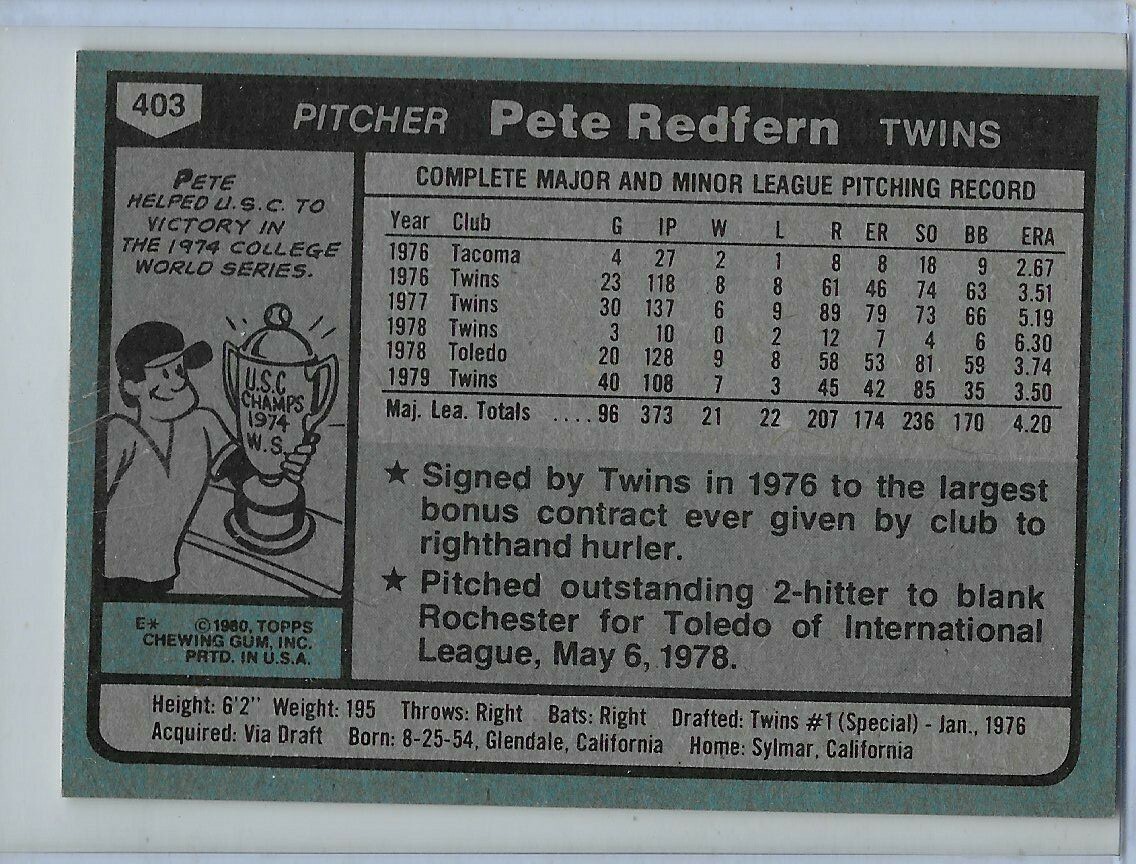 403 PITCHER Pete Redfern TWINS
PETE
HELPED U.S.C. TO
VICTORY IN
THE 1974 COLLEGE
WORLD SERIES.
U.S.C
CHAMPS
1974
W.S.
E* ©1980, TOPPS
CHEWING GUM, INC.
PRTD. IN U.S.A.
COMPLETE MAJOR AND MINOR LEAGUE PITCHING RECORD
Year Club G IP W L R ER SO BB ERA
1976 Tacoma 4 27 2 1 8 8 18 9 2.67
1976 Twins 23 118 8 8 61 46 74 63 3.51
1977 Twins 30 137 6 9 89 79 73 66 5.19
1978 Twins 3 10 0 2 12 7 4 6 6.30
1978 Toledo 20 128 9 8 58 53 81 59 3.74
1979 Twins 40 108 7 3 45 42 85 35 3.50
Maj. Lea. Totals ....96 373 21 22 207 174 236 170 4.20
★ Signed by Twins in 1976 to the largest
bonus contract ever given by club to
righthand hurler.
★ Pitched outstanding 2-hitter to blank
Rochester for Toledo of International
League, May 6, 1978.
Height: 6'2" Weight: 195 Throws: Right Bats: Right Drafted: Twins #1 (Special) - Jan., 1976
Acquired: Via Draft Born: 8-25-54, Glendale, California Home: Sylmar, California